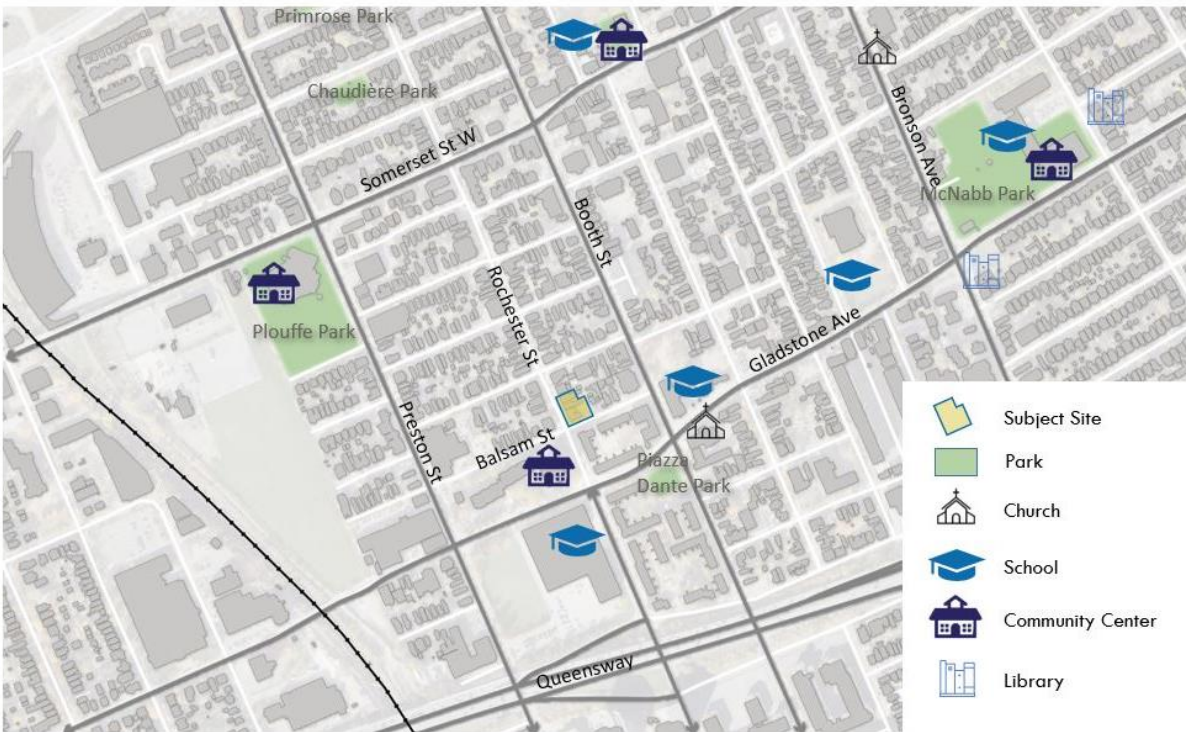 Primrose Park
Chaudière Park
Somerset St W
Bronson Ave
McNabb Park
Booth St
Rochester St
Plouffe Park
Gladstone Ave
Preston St
Balsam St
Piazza
Dante Park
Queensway
Subject Site
Park
Church
School
Community Center
Library